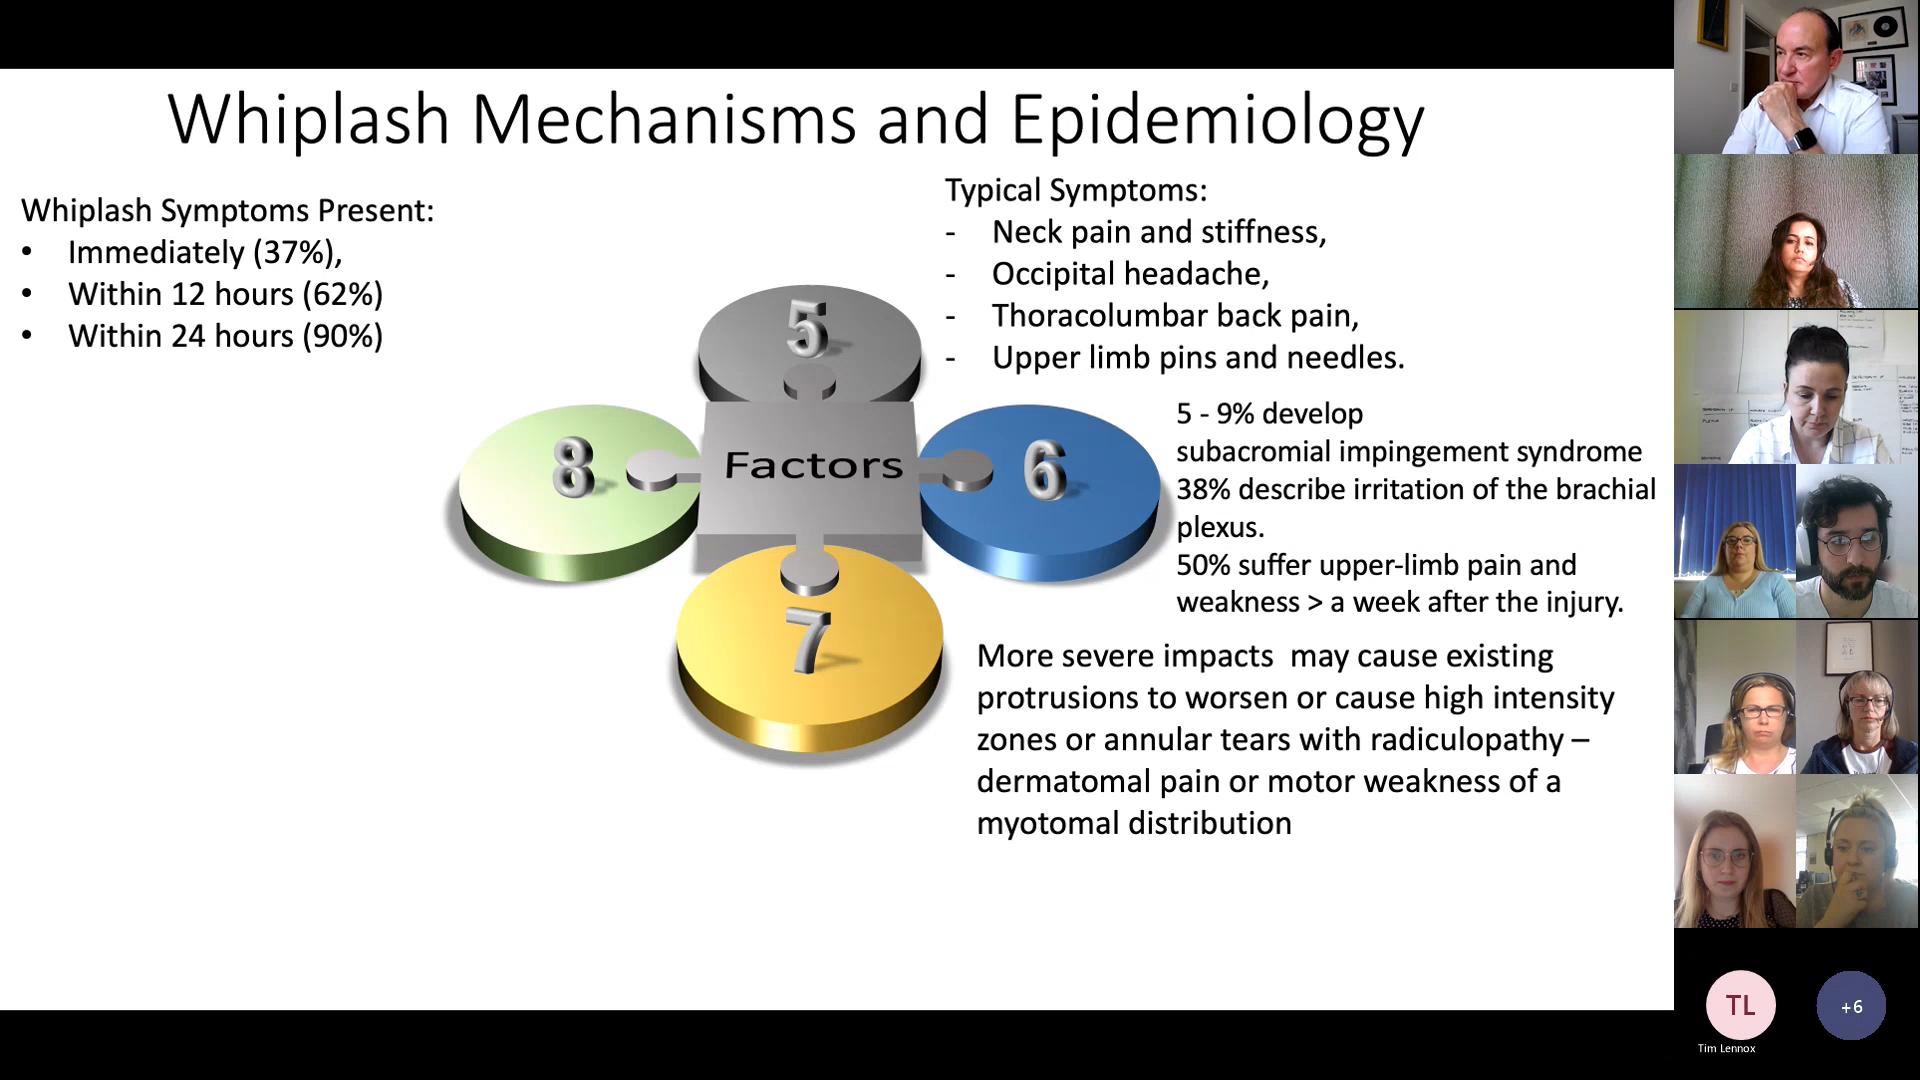 Whiplash Mechanisms and Epidemiology
Whiplash Symptoms Present:
• Immediately (37%),
• Within 12 hours (62%)
• Within 24 hours (90%)
Typical Symptoms:
- Neck pain and stiffness,
- Occipital headache,
- Thoracolumbar back pain,
- Upper limb pins and needles.
5
8
Factors
6
7
5 - 9% develop
subacromial impingement syndrome
38% describe irritation of the brachial
plexus.
50% suffer upper-limb pain and
weakness > a week after the injury.
More severe impacts  may cause existing
protrusions to worsen or cause high intensity
zones or annular tears with radiculopathy –
dermatomal pain or motor weakness of a
myotomal distribution
TL
+6
Tim Lennox